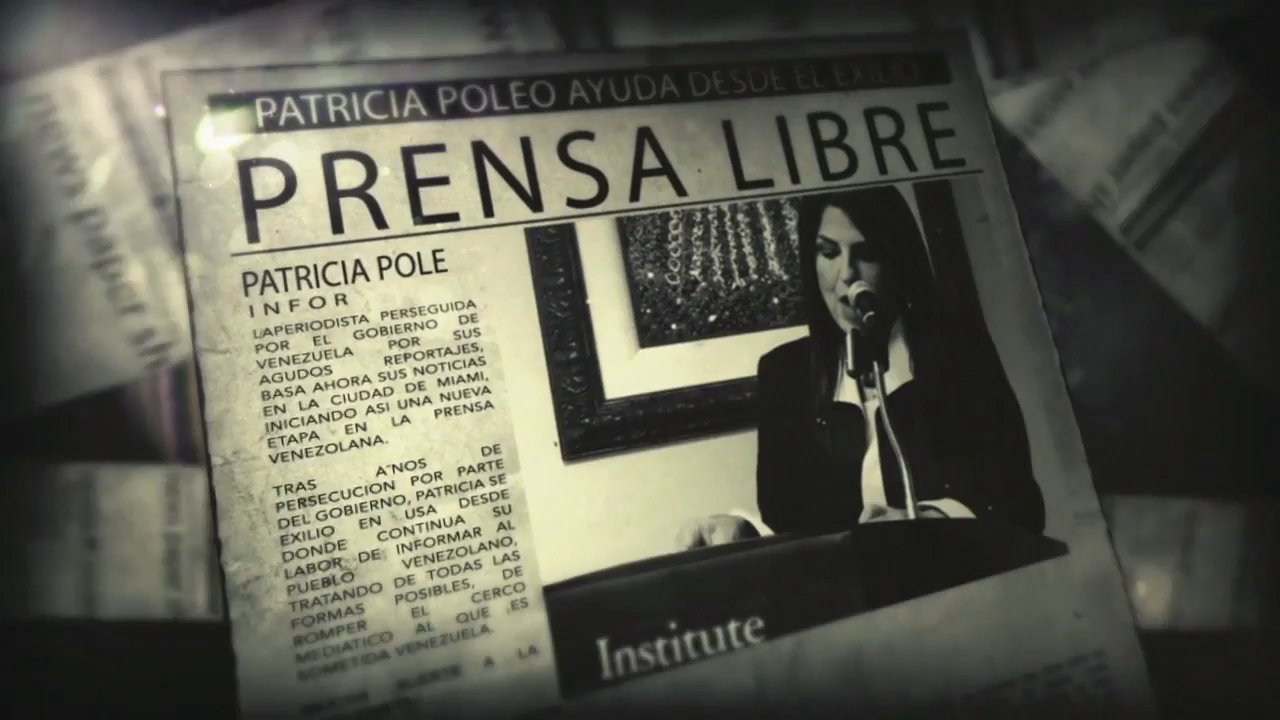 PATRICIA POLEO AYUDA DESDE EL EXILIO
PRENSA LIBRE
PATRICIA POLE
INFOR
LAPERIODISTA PERSEGUIDA
POR EL GOBIERNO DE
VENEZUELA POR SUS
AGUDOS REPORTAJES,
BASA AHORA SUS NOTICIAS
EN LA CIUDAD DE MIAMI,
INICIANDO ASI UNA NUEVA
ETAPA EN LA PRENSA
VENEZOLANA.
TRAS A~NOS DE
PERSECUCION POR PARTE
DEL GOBIERNO, PATRICIA SE
EXILIO EN USA DESDE
DONDE CONTINUA SU
LABOR DE INFORMAR AL
PUEBLO VENEZOLANO,
TRATANDO DE TODAS LAS
FORMAS POSIBLES, DE
ROMPER EL CERCO
MEDIATICO AL QUE ES
SOMETIDA VENEZUELA.
A LA
Institute
newspaper